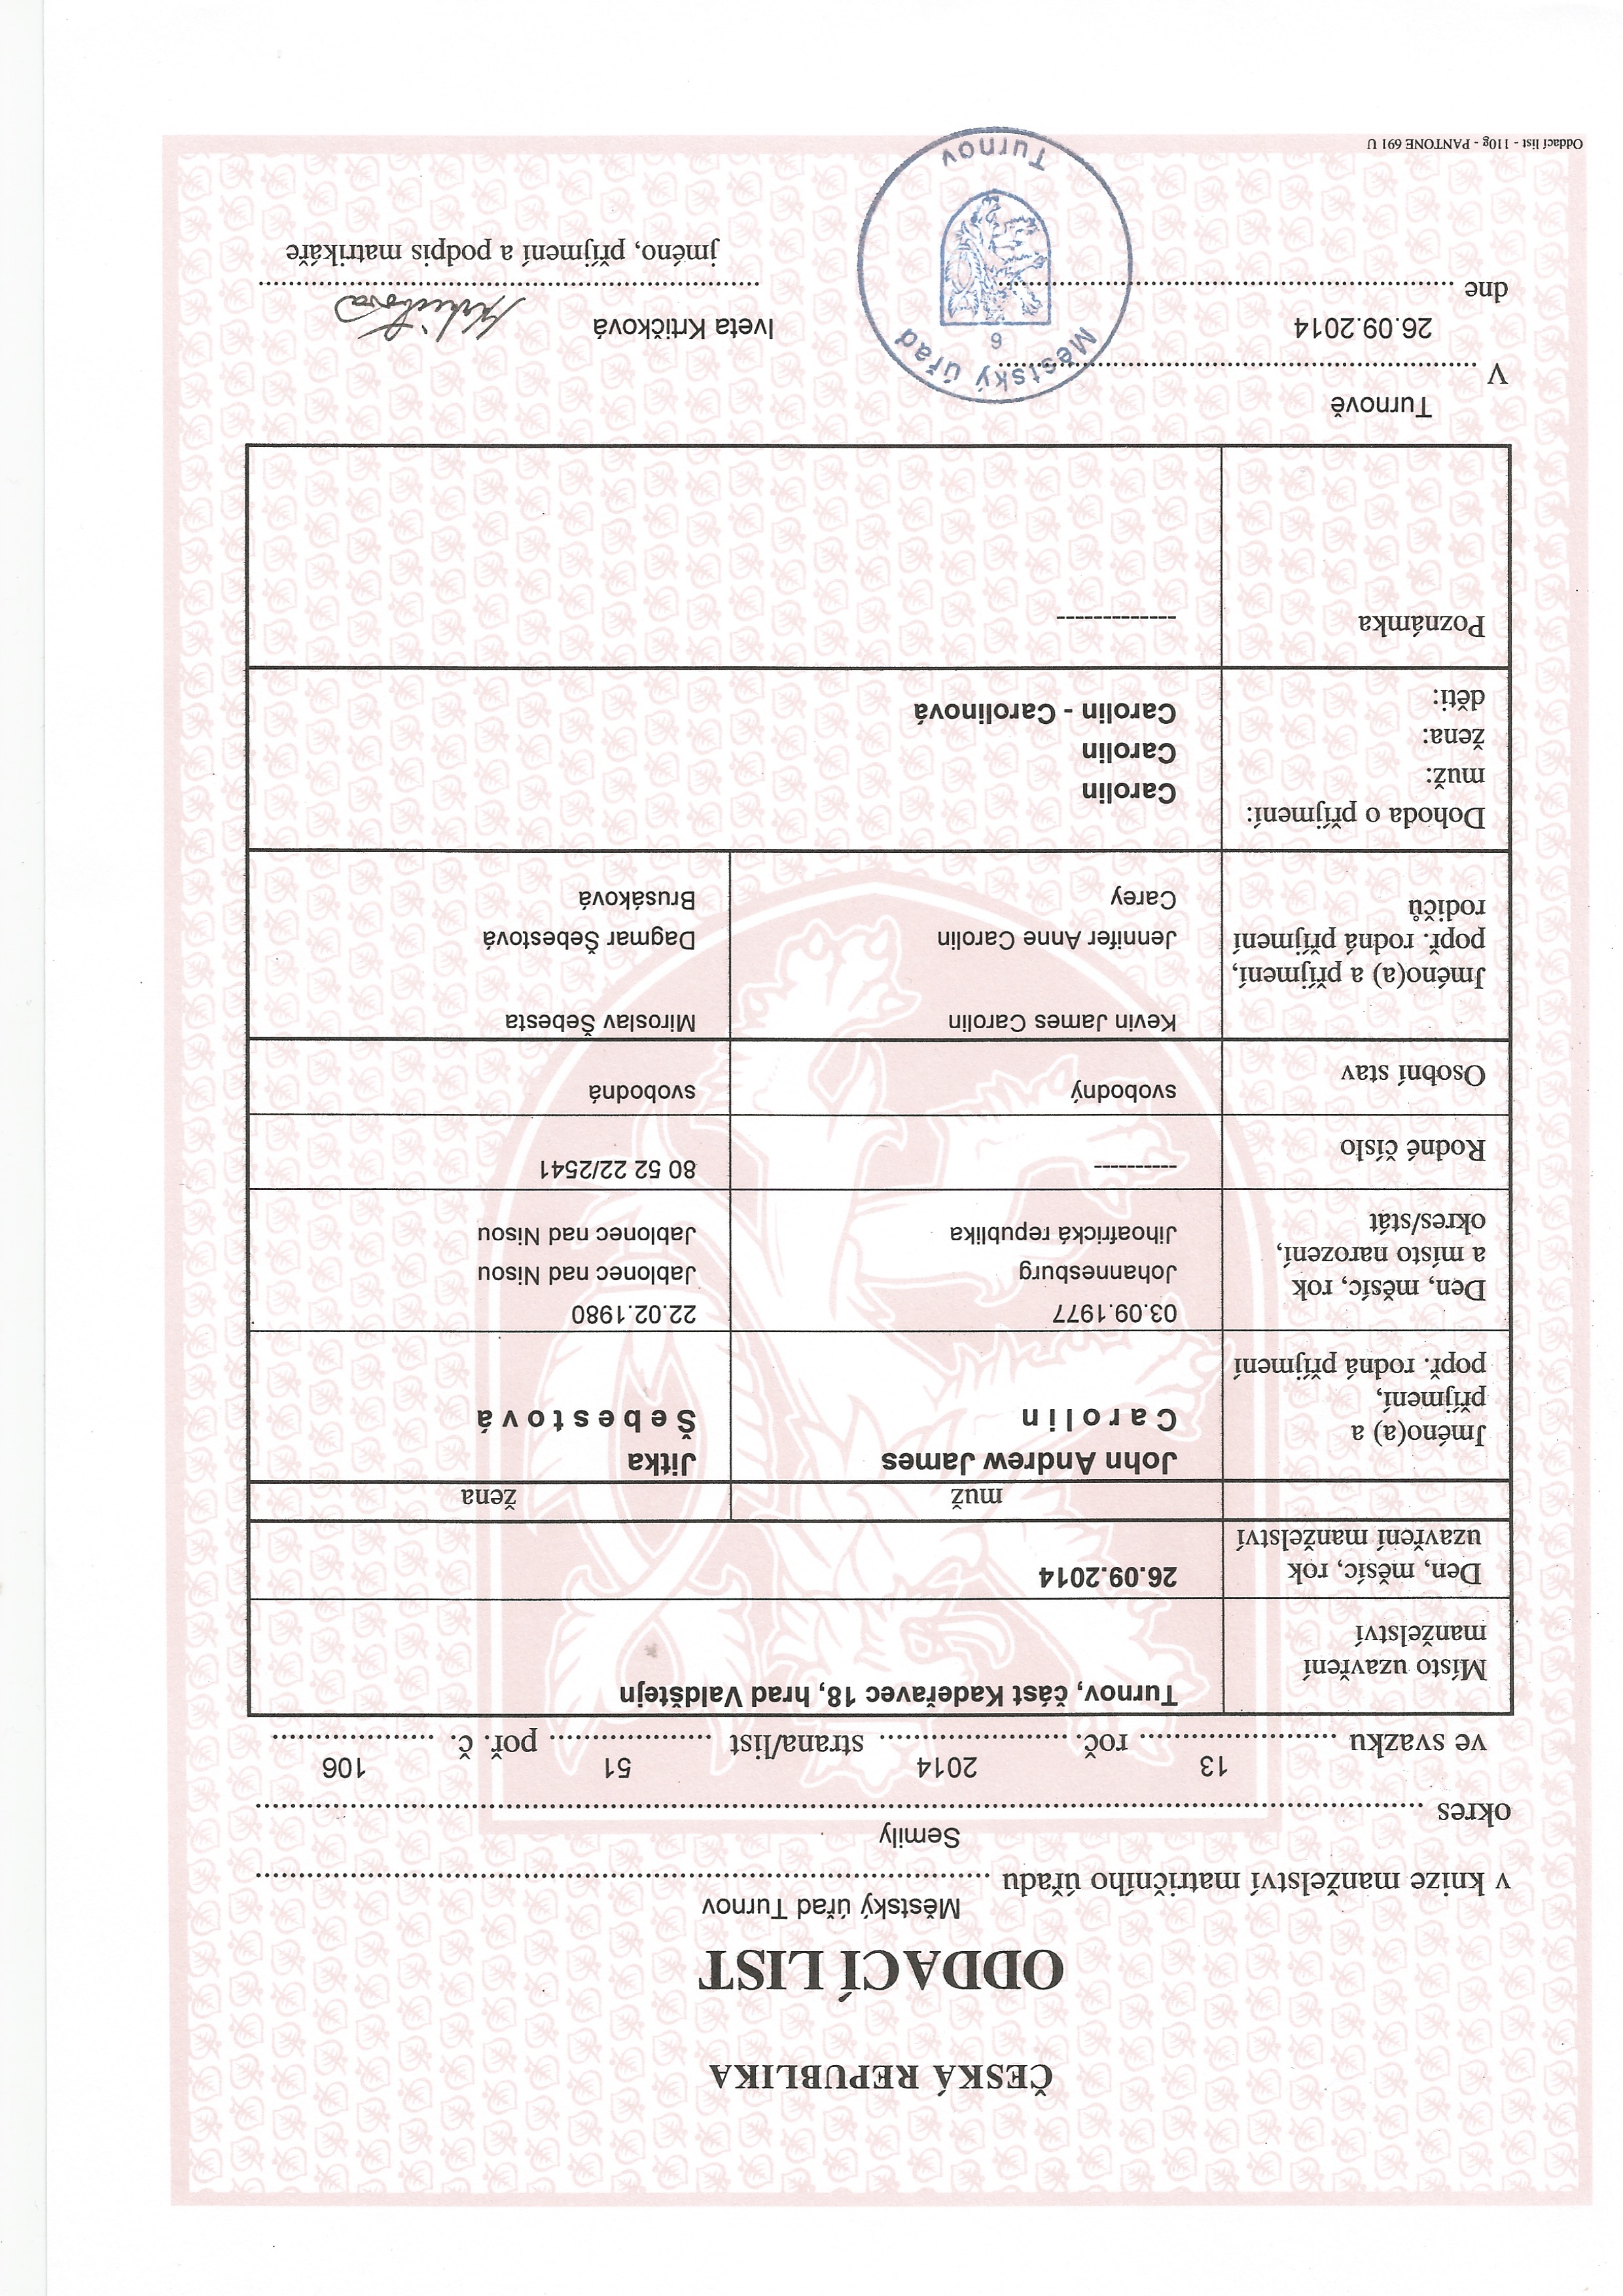 ČESKÁ REPUBLIKA
ODDACÍ LIST
Městský úřad Turnov
v knize manželství matričního úřadu
Semily
okres
13 2014 51 106
ve svazku roč. strana/list poř. č.
Místo uzavření manželství
Turnov, část Kadeřavec 18, hrad Valdštejn
Den, měsíc, rok uzavření manželství
26.09.2014
muž žena
Jméno(a) a příjmení, popř. rodná příjmení
John Andrew James
Carolin
Jitka
Šebestová
Den, měsíc, rok a místo narození, okres/stát
03.09.1977
Johannesburg
Jihoafrická republika
22.02.1980
Jablonec nad Nisou
Jablonec nad Nisou
Rodné číslo
----------
80 52 22/2541
Osobní stav
svobodný
svobodná
Jméno(a) a příjmení, popř. rodná příjmení rodičů
Kevin James Carolin
Jennifer Anne Carolin
Carey
Miroslav Šebesta
Dagmar Šebestová
Brusáková
Dohoda o příjmení:
muž: Carolin
žena: Carolin
děti: Carolin - Carolinová
Poznámka
-------------
Turnově
V
26.09.2014
dne
Městský úřad
6
Turnov
Iveta Krtičková
jméno, příjmení a podpis matrikáře
Oddací list - 110g - PANTONE 691 U